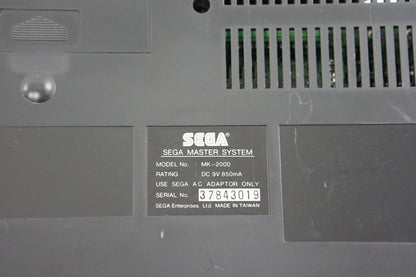 SEGA®
SEGA MASTER SYSTEM
MODEL No. : MK-2000
RATING : DC 9V 850mA
USE SEGA AC ADAPTOR ONLY
SERIAL No. 37843019
SEGA Enterprises. Ltd. MADE IN TAIWAN